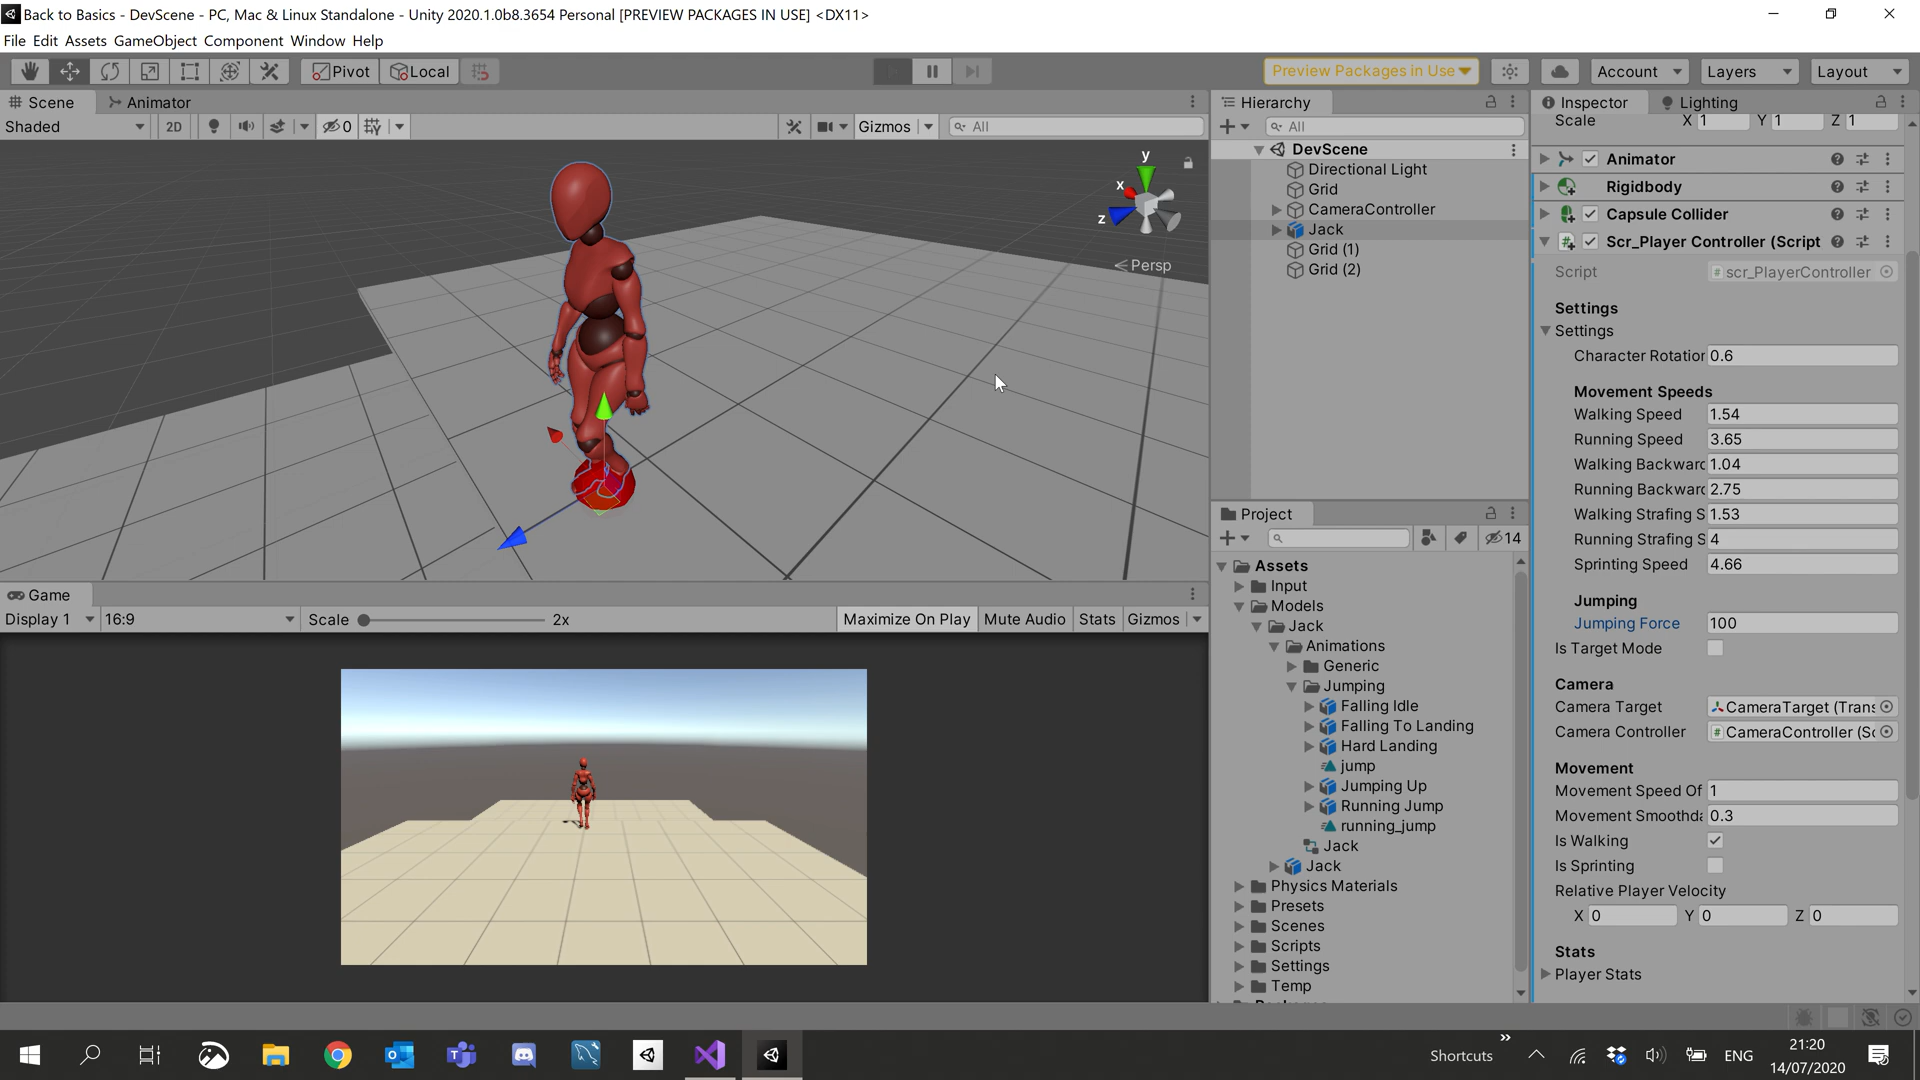 Back to Basics - DevScene - PC, Mac & Linux Standalone - Unity 2020.1.0b8.3654 Personal [PREVIEW PACKAGES IN USE] <DX11>
File Edit Assets GameObject Component Window Help
Pivot Local Preview Packages in Use Account Layers Layout
Scene Animator
Shaded 2D 0 Gizmos All
y
x
z
Persp
Game
Display 1 16:9 Scale 2x Maximize On Play Mute Audio Stats Gizmos
Hierarchy
All
DevScene
Directional Light
Grid
CameraController
Jack
Grid (1)
Grid (2)
Project
14
Assets
Input
Models
Jack
Animations
Generic
Jumping
Falling Idle
Falling To Landing
Hard Landing
jump
Jumping Up
Running Jump
running_jump
Jack
Jack
Physics Materials
Presets
Scenes
Scripts
Settings
Temp
Inspector Lighting
Scale X 1 Y 1 Z 1
Animator
Rigidbody
Capsule Collider
Scr_Player Controller (Script
Script scr_PlayerController
Settings
Settings
Character Rotation 0.6
Movement Speeds
Walking Speed 1.54
Running Speed 3.65
Walking Backward 1.04
Running Backward 2.75
Walking Strafing S 1.53
Running Strafing S 4
Sprinting Speed 4.66
Jumping
Jumping Force 100
Is Target Mode
Camera
Camera Target CameraTarget (Trans
Camera Controller CameraController (Sc
Movement
Movement Speed Of 1
Movement Smoothda 0.3
Is Walking
Is Sprinting
Relative Player Velocity
X 0 Y 0 Z 0
Stats
Player Stats
Shortcuts ENG 21:20
14/07/2020